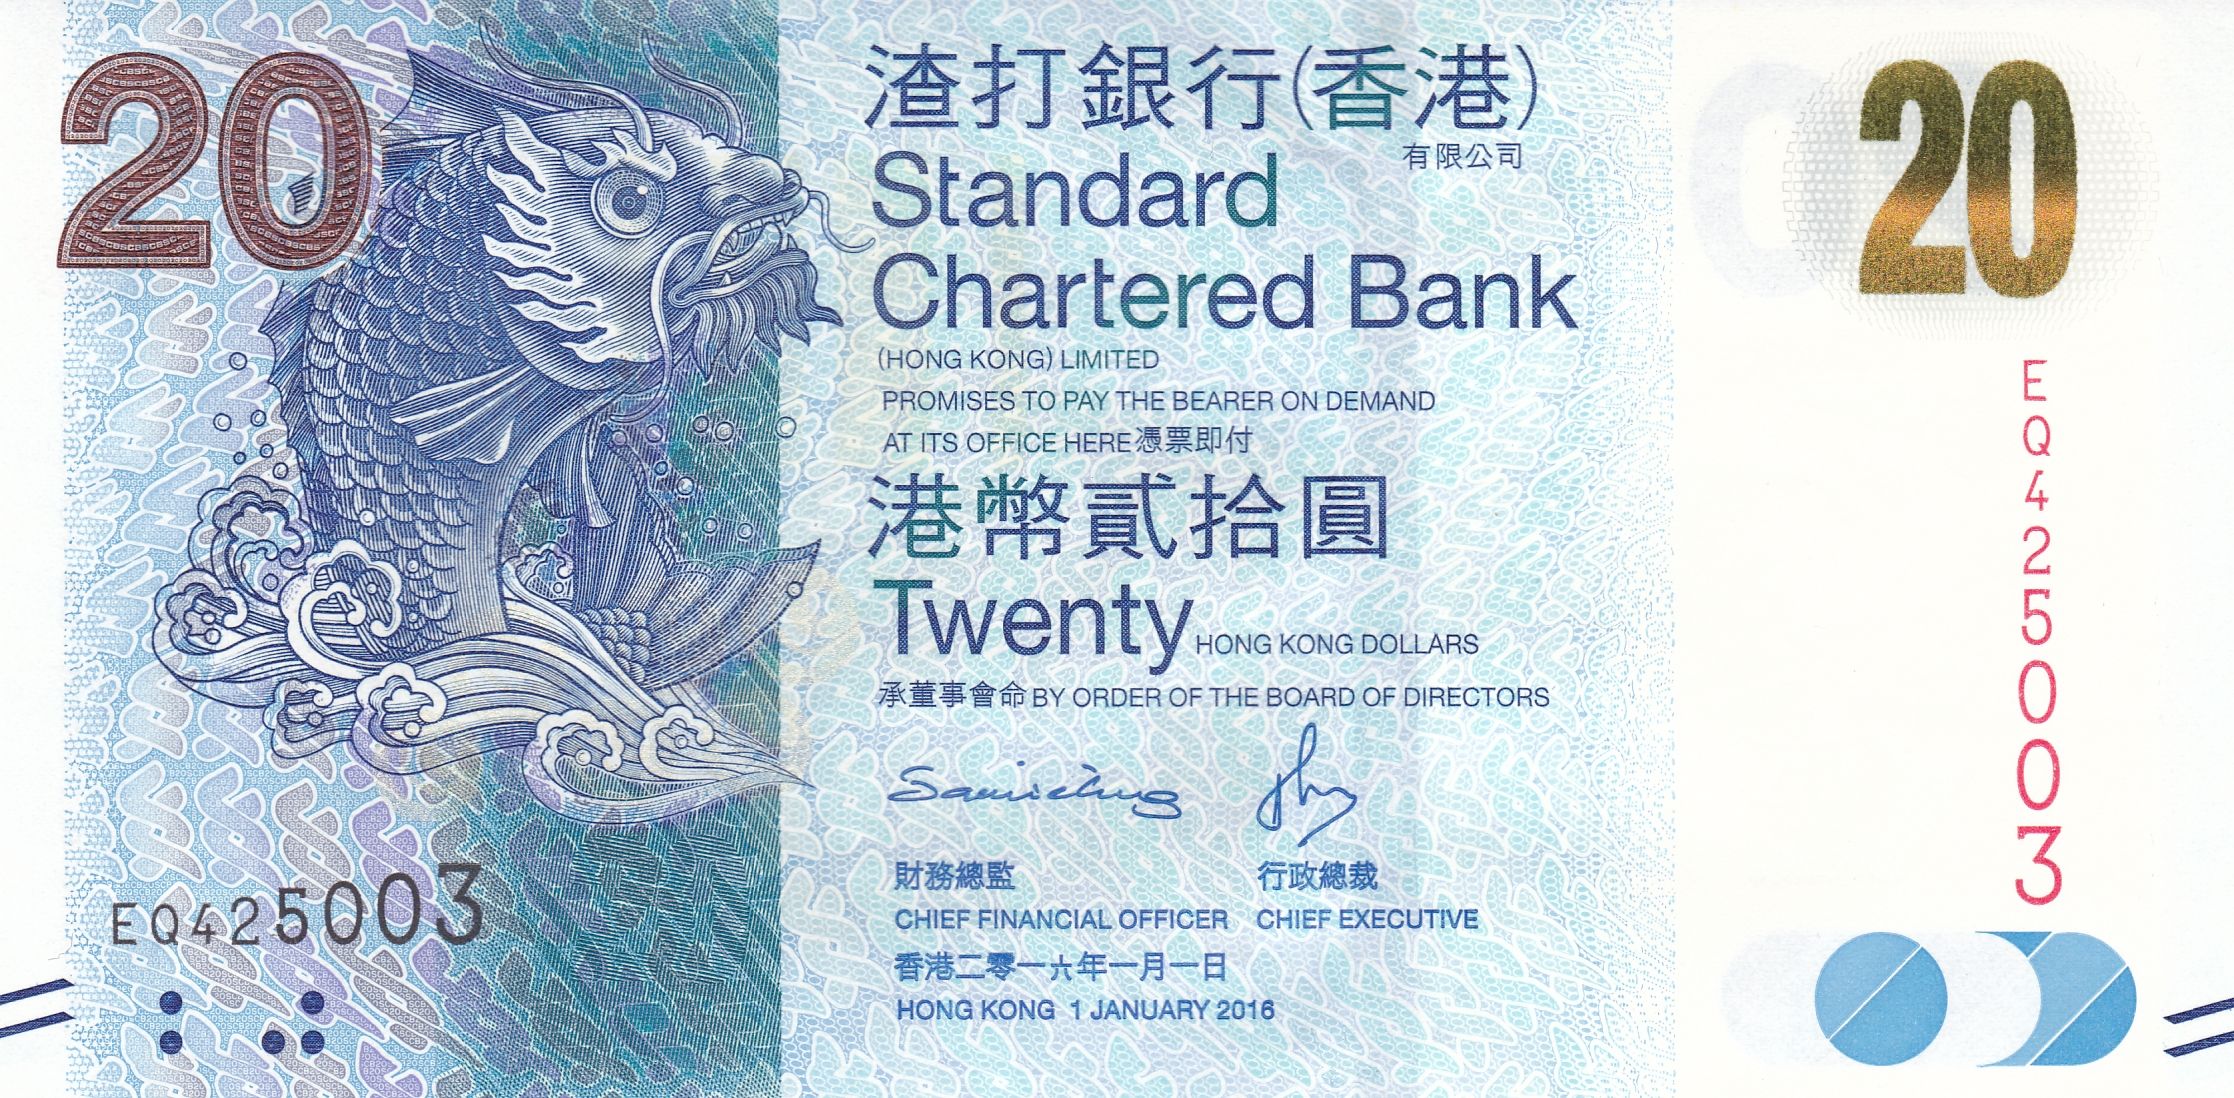 20
渣打銀行(香港)
有限公司
Standard
Chartered Bank
(HONG KONG) LIMITED
PROMISES TO PAY THE BEARER ON DEMAND
AT ITS OFFICE HERE憑票即付
港幣貳拾圓
Twenty HONG KONG DOLLARS
承董事會命 BY ORDER OF THE BOARD OF DIRECTORS
財務總監 行政總裁
CHIEF FINANCIAL OFFICER CHIEF EXECUTIVE
香港二零一六年一月一日
HONG KONG 1 JANUARY 2016
EQ425003
20
EQ425003